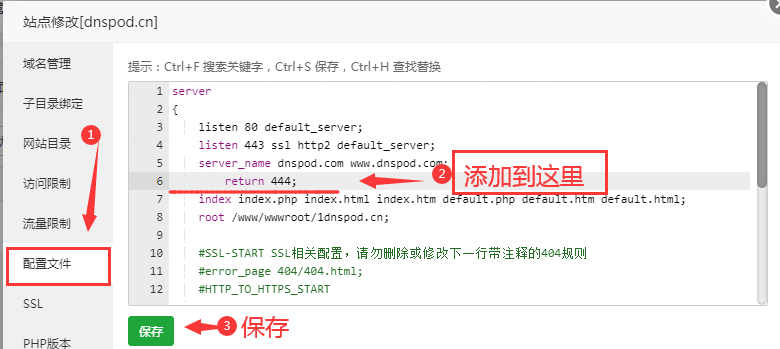 站点修改[dnspod.cn]
域名管理
子目录绑定
网站目录
访问限制
流量限制
配置文件
SSL
PHP版本
1
提示：Ctrl+F 搜索关键字，Ctrl+S 保存，Ctrl+H 查找替换
1 server
2 {
3 listen 80 default_server;
4 listen 443 ssl http2 default_server;
5 server_name dnspod.com www.dnspod.com;
6 return 444;
2 添加到这里
7 index index.php index.html index.htm default.php default.htm default.html;
8 root /www/wwwroot/1dnspod.cn;
9
10 #SSL-START SSL相关配置，请勿删除或修改下一行带注释的404规则
11 #error_page 404/404.html;
12 #HTTP_TO_HTTPS_START
保存
3 保存